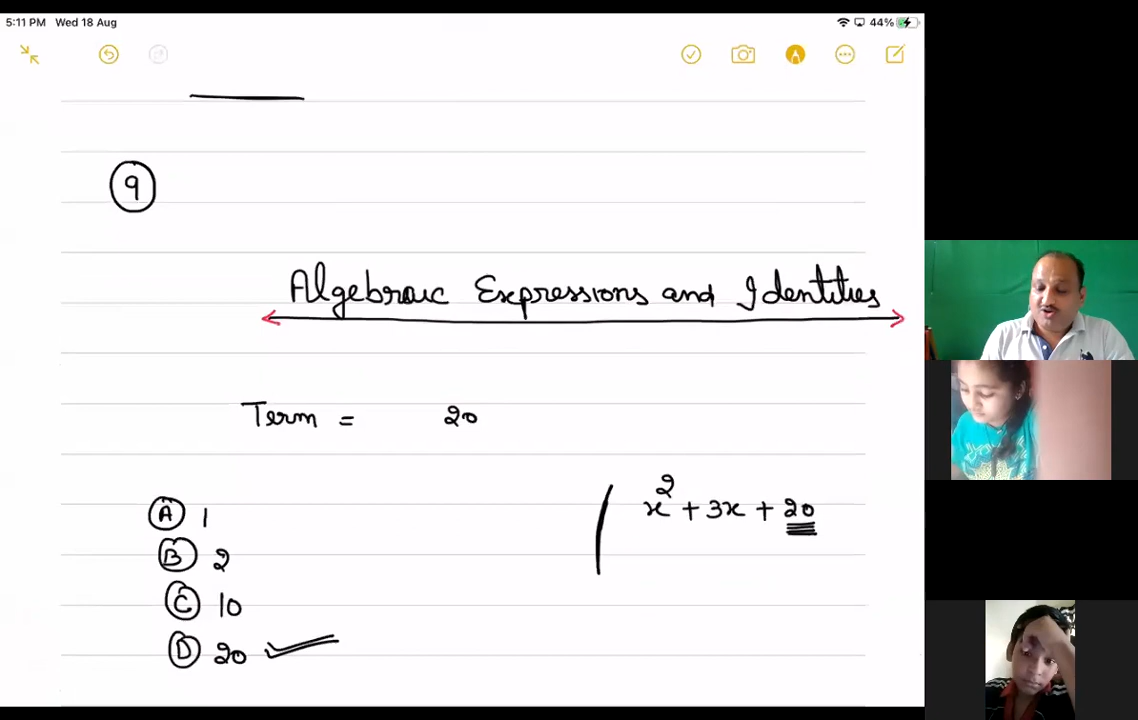 5:11 PM Wed 18 Aug 44%
9
Algebraic Expressions and Identities
Term = 20
x² + 3x + 20
A 1
B 2
C 10
D 20